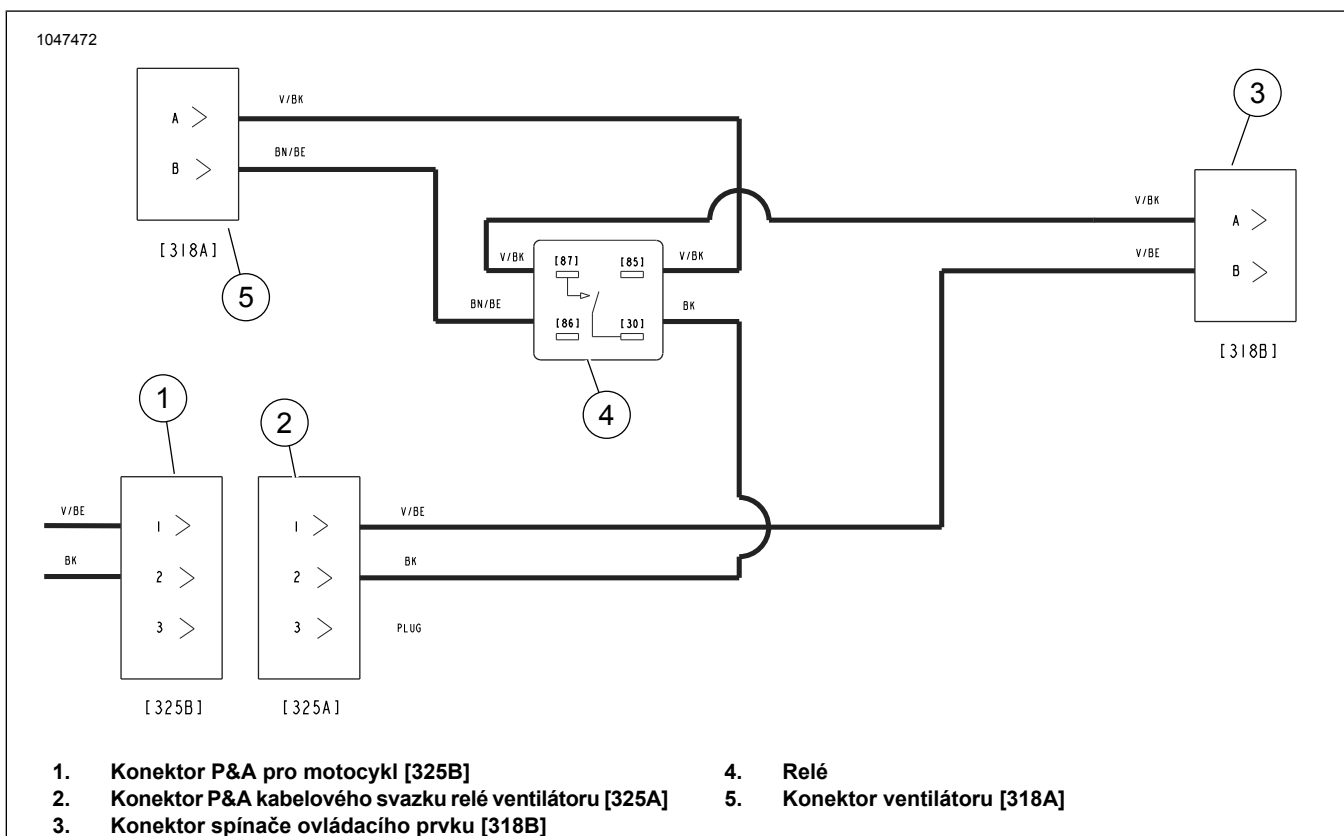 1047472
V/BK
A
BN/BE
B
[318A]
5
3
V/BK
A
V/BE
B
[318B]
V/BK
[87]
[85]
V/BK
BN/BE
[86]
[30]
BK
4
1
2
V/BE
1
BK
2
3
[325B]
1
V/BE
2
BK
3
PLUG
[325A]
1. Konektor P&A pro motocykl [325B]
2. Konektor P&A kabelového svazku relé ventilátoru [325A]
3. Konektor spínače ovládacího prvku [318B]
4. Relé
5. Konektor ventilátoru [318A]